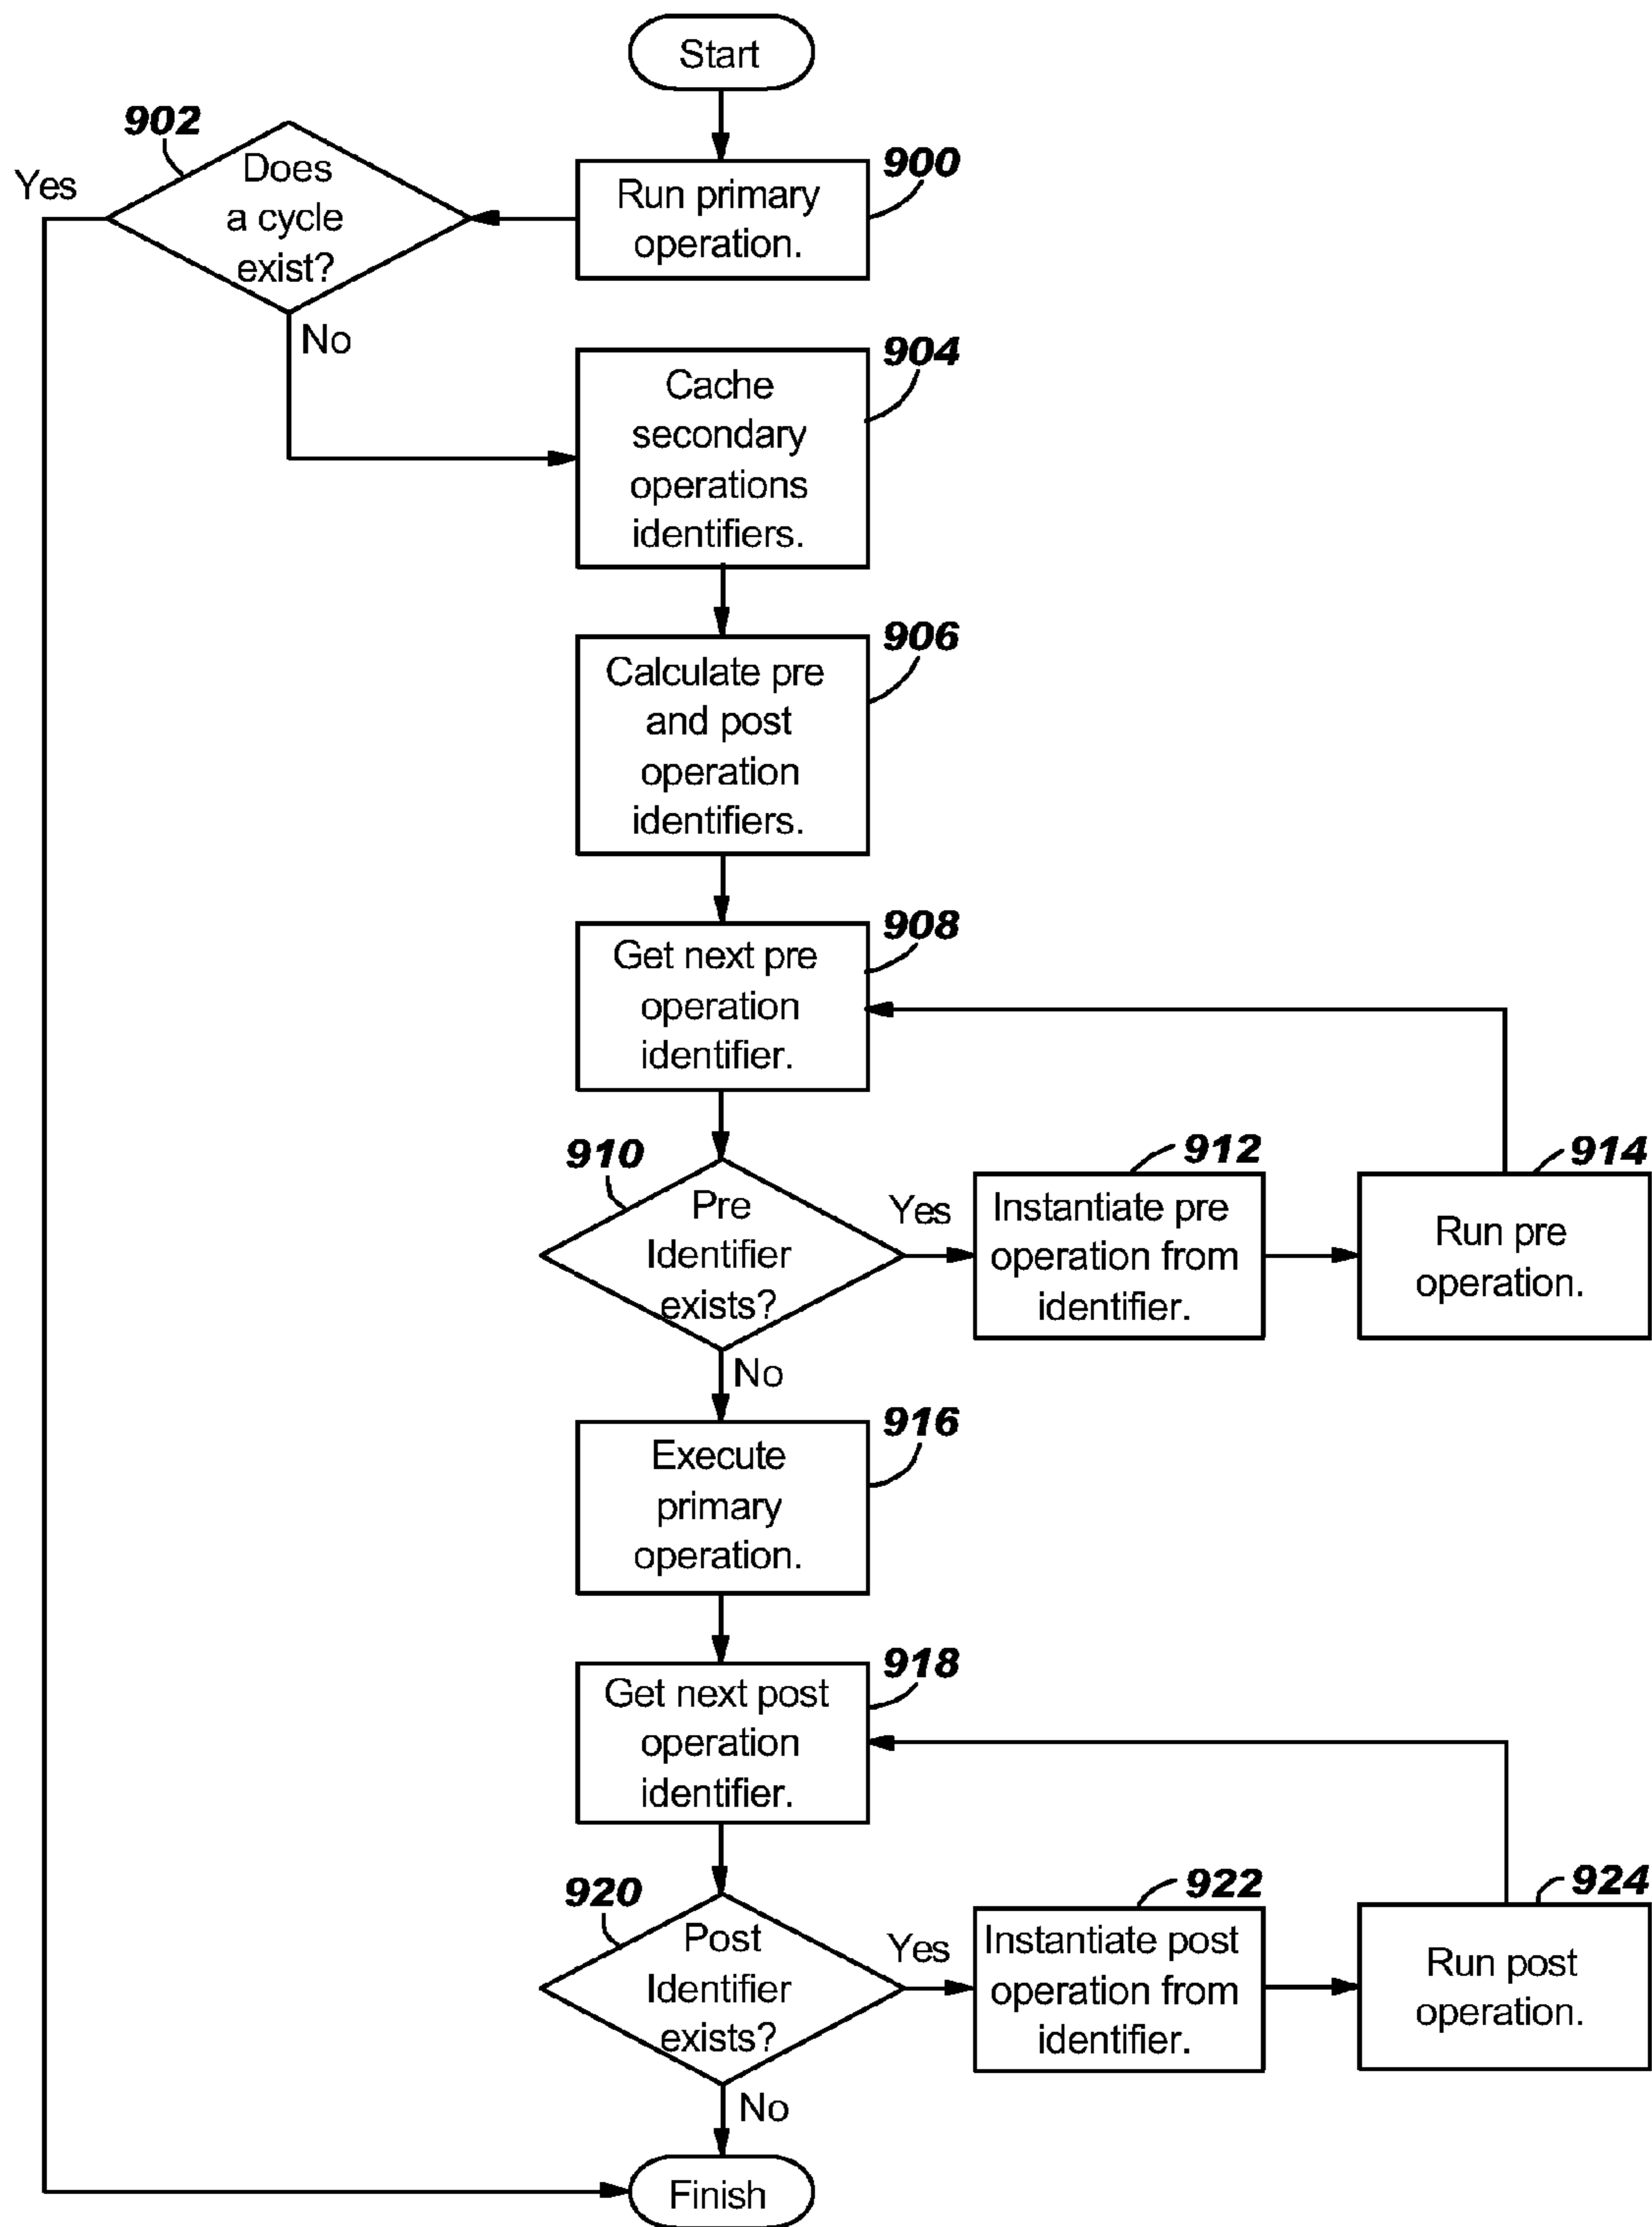 Start
900
Run primary
operation.
902
Does
a cycle
exist?
Yes
No
904
Cache
secondary
operations
identifiers.
906
Calculate pre
and post
operation
identifiers.
908
Get next pre
operation
identifier.
910
Pre
Identifier
exists?
Yes
No
912
Instantiate pre
operation from
identifier.
914
Run pre
operation.
916
Execute
primary
operation.
918
Get next post
operation
identifier.
920
Post
Identifier
exists?
Yes
No
922
Instantiate post
operation from
identifier.
924
Run post
operation.
Finish